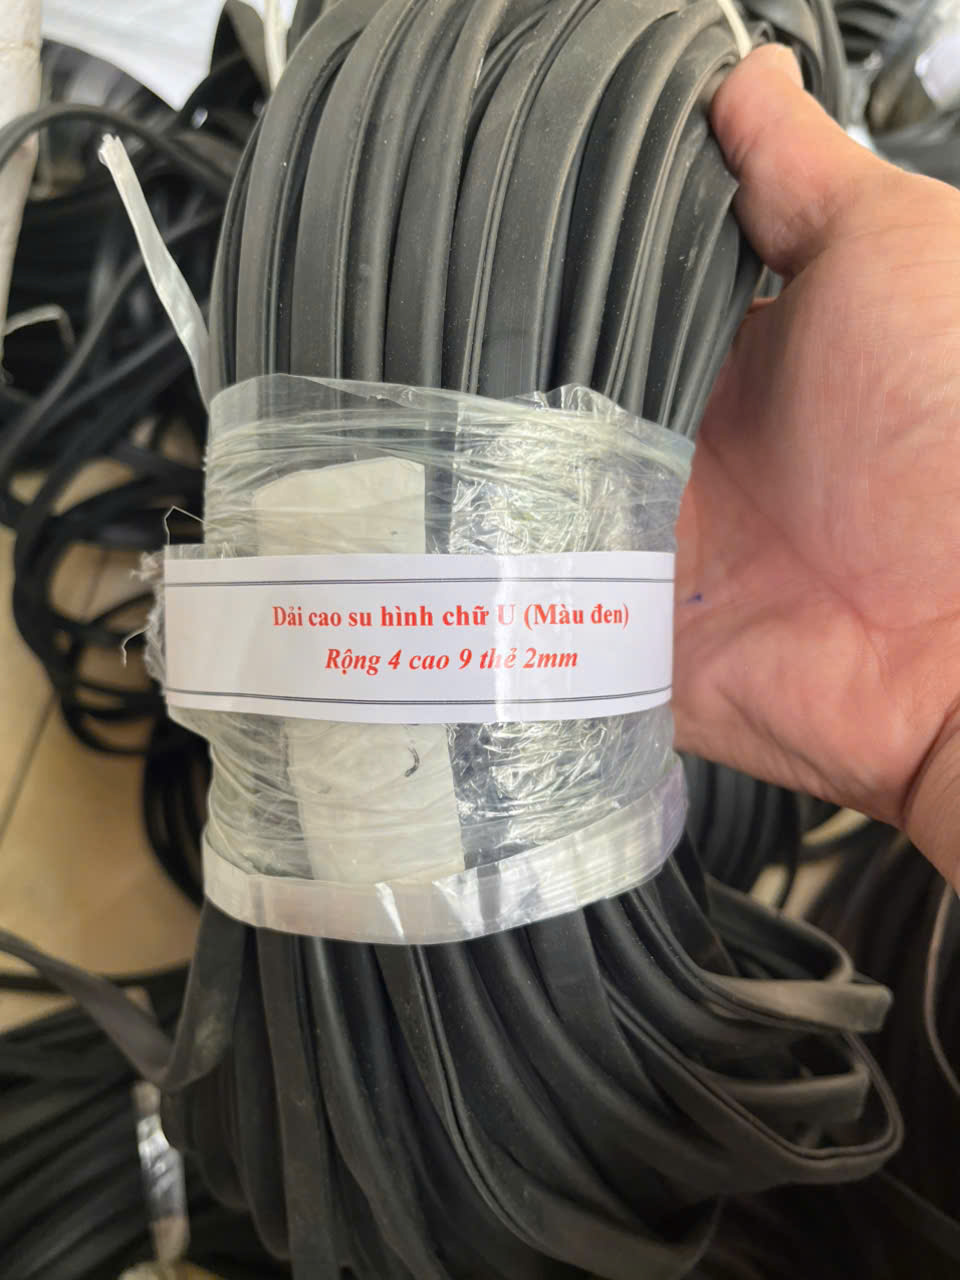 Dải cao su hình chữ U (Màu đen)
Rộng 4 cao 9 thẻ 2mm